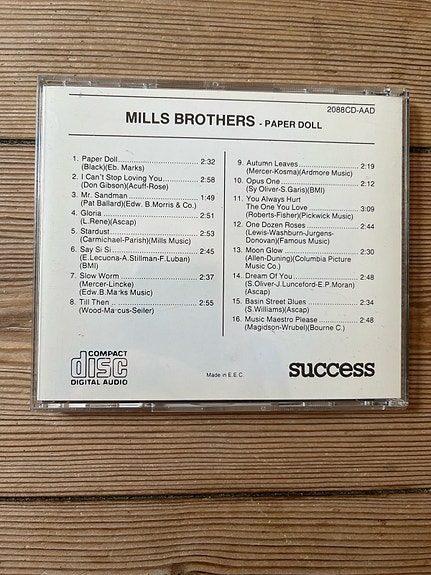 2088CD-AAD
MILLS BROTHERS - PAPER DOLL
1. Paper Doll 2:32
(Black)(Eb. Marks)
2. I Can't Stop Loving You 2:58
(Don Gibson)(Acuff-Rose)
3. Mr. Sandman 1:49
(Pat Ballard)(Edw. B.Morris & Co.)
4. Gloria 2:51
(L.Rene)(Ascap)
5. Stardust 2:53
(Carmichael-Parish)(Mills Music)
6. Say Si Si 2:45
(E.Lecuona-A.Stillman-F.Luban)
(BMI)
7. Slow Worm 2:37
(Mercer-Lincke)
(Edw.B.Marks Music)
8. Till Then 2:55
(Wood-Marcus-Seiler)
9. Autumn Leaves 2:19
(Mercer-Kosma)(Ardmore Music)
10. Opus One 2:12
(Sy Oliver-S.Garis)(BMI)
11. You Always Hurt
The One You Love 3:09
(Roberts-Fisher)(Pickwick Music)
12. One Dozen Roses 2:44
(Lewis-Washburn-Jurgens-
Donovan)(Famous Music)
13. Moon Glow 2:30
(Allen-Duning)(Columbia Picture
Music Co.)
14. Dream Of You 2:28
(S.Oliver-J.Lunceford-E.P.Moran)
(Ascap)
15. Basin Street Blues 2:34
(S.Williams)(Ascap)
16. Music Maestro Please 2:48
(Magidson-Wrubel)(Bourne C.)
COMPACT
disc
DIGITAL AUDIO
Made in E.E.C.
success